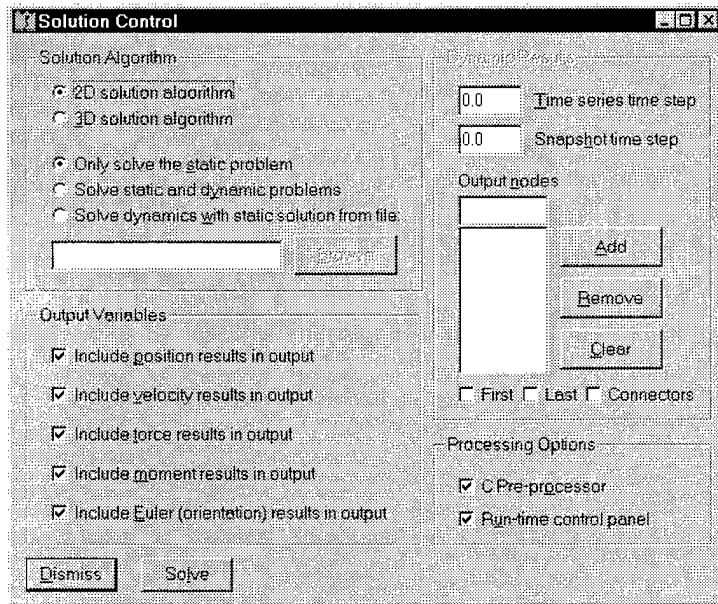 Solution Control
Solution Algorithm
2D solution algorithm
3D solution algorithm
Only solve the static problem
Solve static and dynamic problems
Solve dynamics with static solution from file:
Output Variables
Include position results in output
Include velocity results in output
Include force results in output
Include moment results in output
Include Euler (orientation) results in output
Dismiss
Solve
Dynamic Results
0.0 Time series time step
0.0 Snapshot time step
Output nodes
Add
Remove
Clear
First Last Connectors
Processing Options
C Pre-processor
Run-time control panel